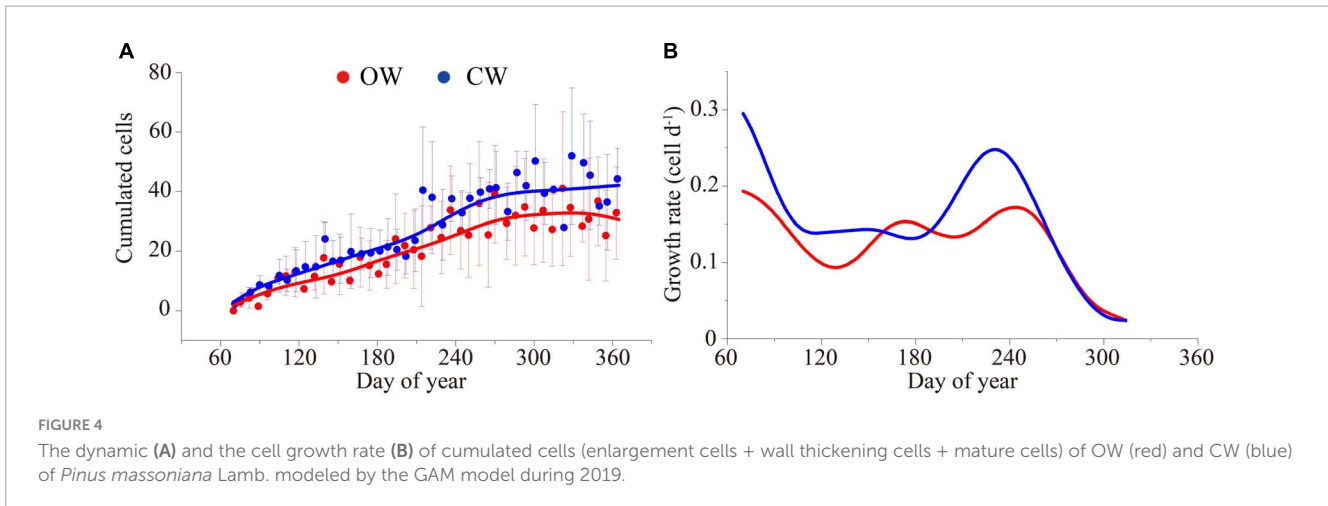 A
B
OW
CW
80
60
40
20
0
Cumulated cells
60
120
180
240
300
360
Day of year
0.3
0.2
0.1
0
Growth rate (cell d⁻¹)
60
120
180
240
300
360
Day of year
FIGURE 4
The dynamic (A) and the cell growth rate (B) of cumulated cells (enlargement cells + wall thickening cells + mature cells) of OW (red) and CW (blue)
of Pinus massoniana Lamb. modeled by the GAM model during 2019.